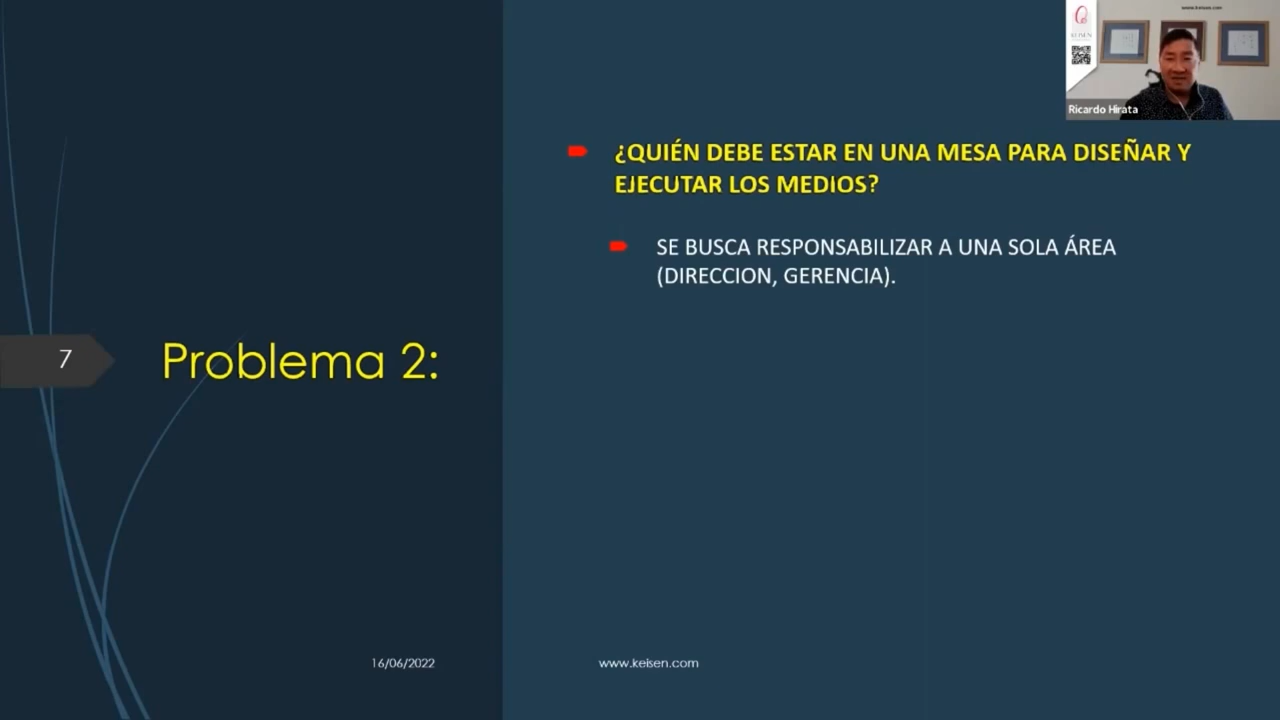 www.keisen.com
KEISEN
Ricardo Hirata
¿QUIÉN DEBE ESTAR EN UNA MESA PARA DISEÑAR Y
EJECUTAR LOS MEDIOS?
SE BUSCA RESPONSABILIZAR A UNA SOLA ÁREA
(DIRECCION, GERENCIA).
7
Problema 2:
16/06/2022
www.keisen.com